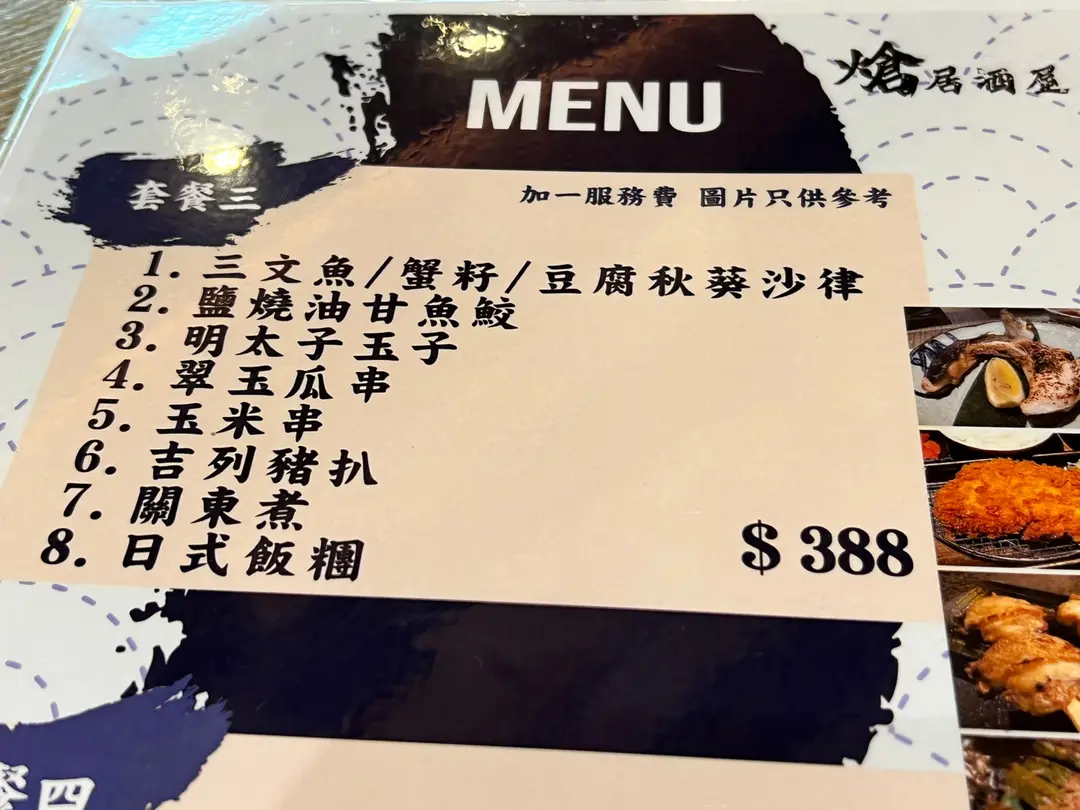 MENU
熗居酒屋
套餐三
加一服務費 圖片只供參考
1. 三文魚/蟹籽/豆腐秋葵沙律
2. 鹽燒油甘魚鮫
3. 明太子玉子
4. 翠玉瓜串
5. 玉米串
6. 吉列豬扒
7. 關東煮
8. 日式飯糰
$ 388
餐四